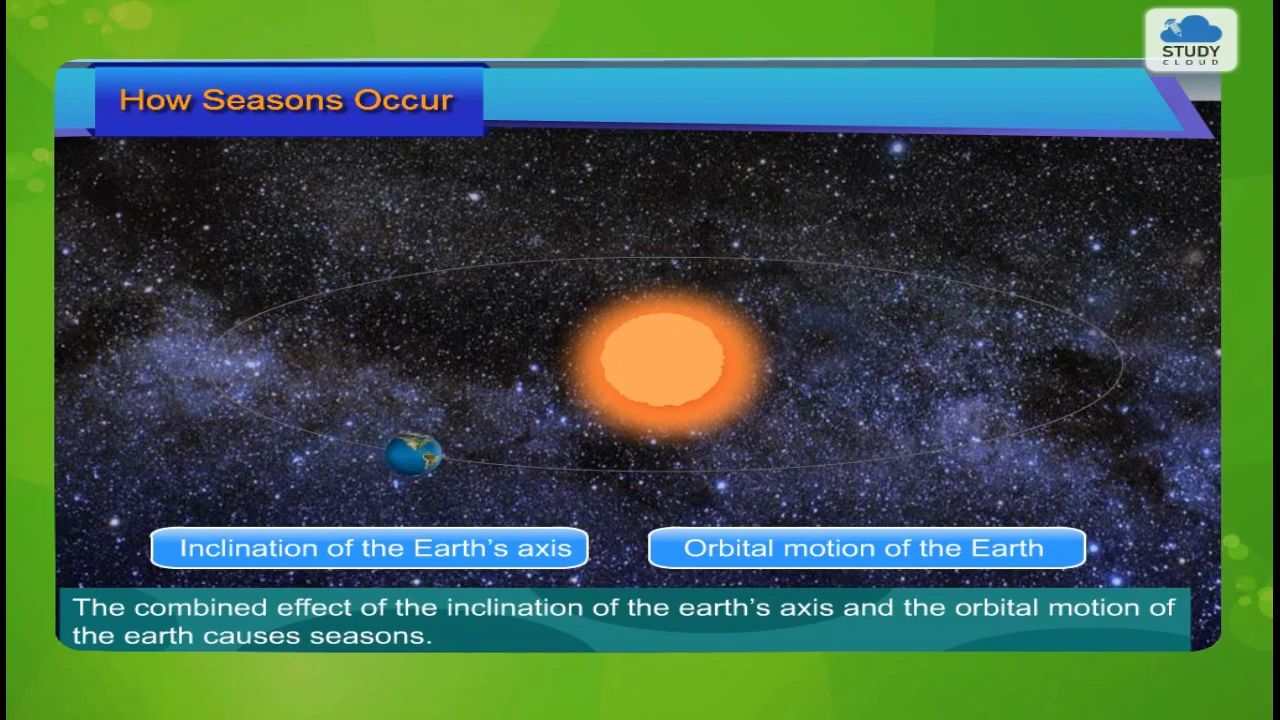 STUDY
CLOUD
How Seasons Occur
Inclination of the Earth's axis
Orbital motion of the Earth
The combined effect of the inclination of the earth's axis and the orbital motion of
the earth causes seasons.